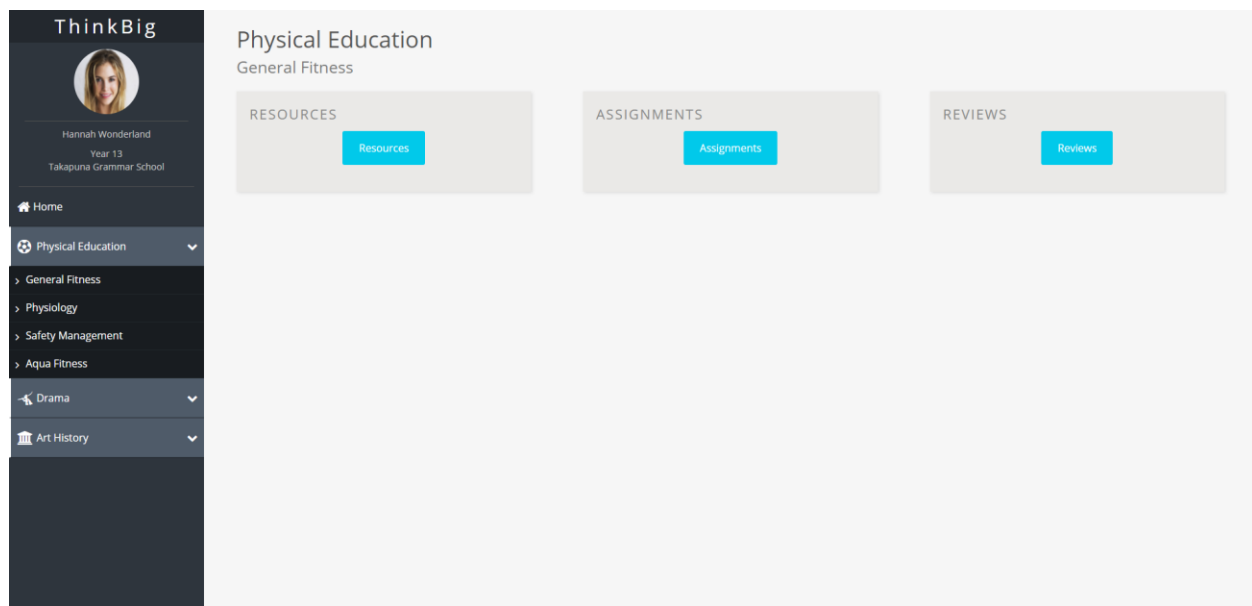 ThinkBig
Hannah Wonderland
Year 13
Takapuna Grammar School
Home
Physical Education
General Fitness
Physiology
Safety Management
Aqua Fitness
Drama
Art History
Physical Education
General Fitness
RESOURCES
Resources
ASSIGNMENTS
Assignments
REVIEWS
Reviews